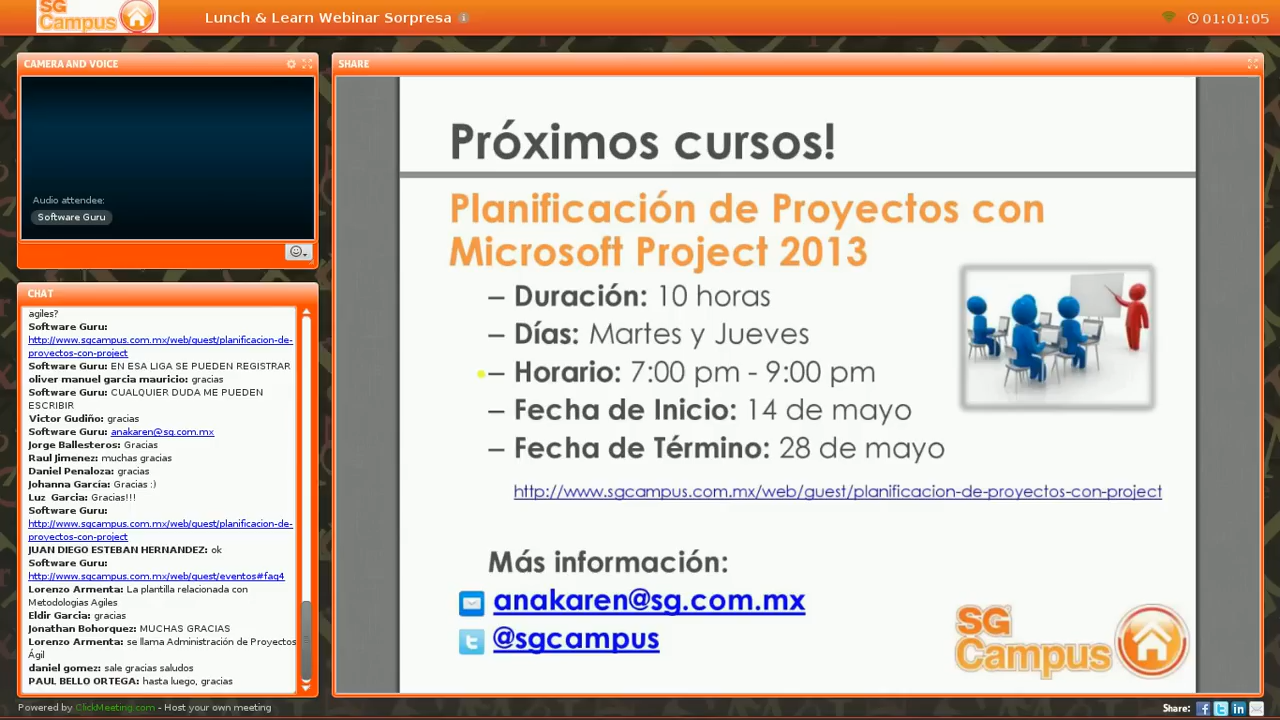 SG
Campus
Lunch & Learn Webinar Sorpresa
01:01:05
CAMERA AND VOICE
Audio attendee:
Software Guru
CHAT
agiles?
Software Guru:
http://www.sgcampus.com.mx/web/guest/planificacion-de-
proyectos-con-project
Software Guru: EN ESA LIGA SE PUEDEN REGISTRAR
oliver manuel garcia mauricio: gracias
Software Guru: CUALQUIER DUDA ME PUEDEN
ESCRIBIR
Victor Gudiño: gracias
Software Guru: anakaren@sg.com.mx
Jorge Ballesteros: Gracias
Raul Jimenez: muchas gracias
Daniel Penaloza: gracias
Johanna García: Gracias :)
Luz Garcia: Gracias!!!
Software Guru:
http://www.sgcampus.com.mx/web/guest/planificacion-de-
proyectos-con-project
JUAN DIEGO ESTEBAN HERNANDEZ: ok
Software Guru:
http://www.sgcampus.com.mx/web/guest/eventos#faq4
Lorenzo Armenta: La plantilla relacionada con
Metodologias Agiles
Eldir Garcia: gracias
Jonathan Bohorquez: MUCHAS GRACIAS
Lorenzo Armenta: se llama Administración de Proyectos
Ágil
daniel gomez: sale gracias saludos
PAUL BELLO ORTEGA: hasta luego, gracias
SHARE
Próximos cursos!
Planificación de Proyectos con
Microsoft Project 2013
– Duración: 10 horas
– Días: Martes y Jueves
– Horario: 7:00 pm - 9:00 pm
– Fecha de Inicio: 14 de mayo
– Fecha de Término: 28 de mayo
http://www.sgcampus.com.mx/web/guest/planificacion-de-proyectos-con-project
Más información:
anakaren@sg.com.mx
@sgcampus
SG
Campus
Powered by ClickMeeting.com - Host your own meeting
Share: